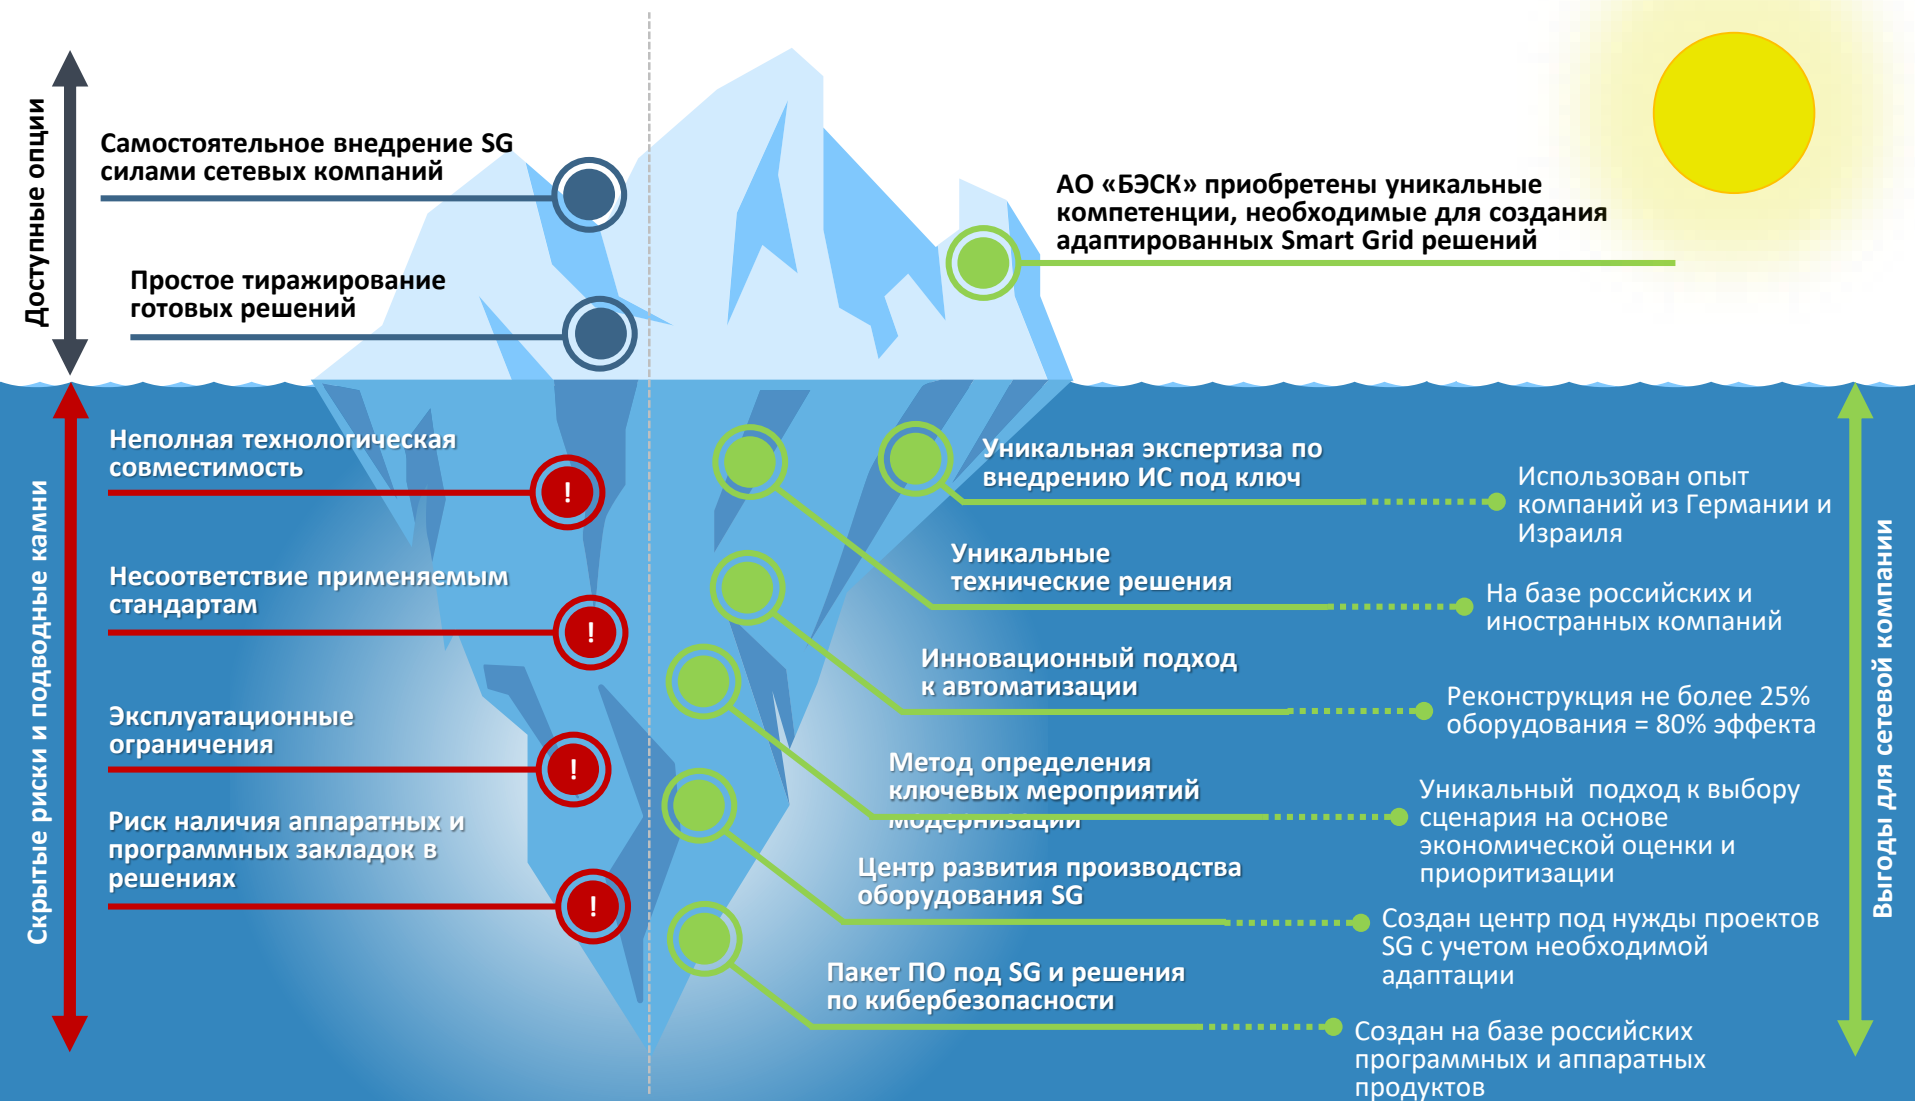 Доступные опции
Самостоятельное внедрение SG
силами сетевых компаний
Простое тиражирование
готовых решений
АО «БЭСК» приобретены уникальные
компетенции, необходимые для создания
адаптированных Smart Grid решений
Скрытые риски и подводные камни
Неполная технологическая
совместимость
!
Несоответствие применяемым
стандартам
!
Эксплуатационные
ограничения
!
Риск наличия аппаратных и
программных закладок в
решениях
!
Уникальная экспертиза по
внедрению ИС под ключ
Использован опыт
компаний из Германии и
Израиля
Уникальные
технические решения
На базе российских и
иностранных компаний
Инновационный подход
к автоматизации
Реконструкция не более 25%
оборудования = 80% эффекта
Метод определения
ключевых мероприятий
модернизации
Уникальный подход к выбору
сценария на основе
экономической оценки и
приоритизации
Центр развития производства
оборудования SG
Создан центр под нужды проектов
SG с учетом необходимой
адаптации
Пакет ПО под SG и решения
по кибербезопасности
Создан на базе российских
программных и аппаратных
продуктов
Выгоды для сетевой компании